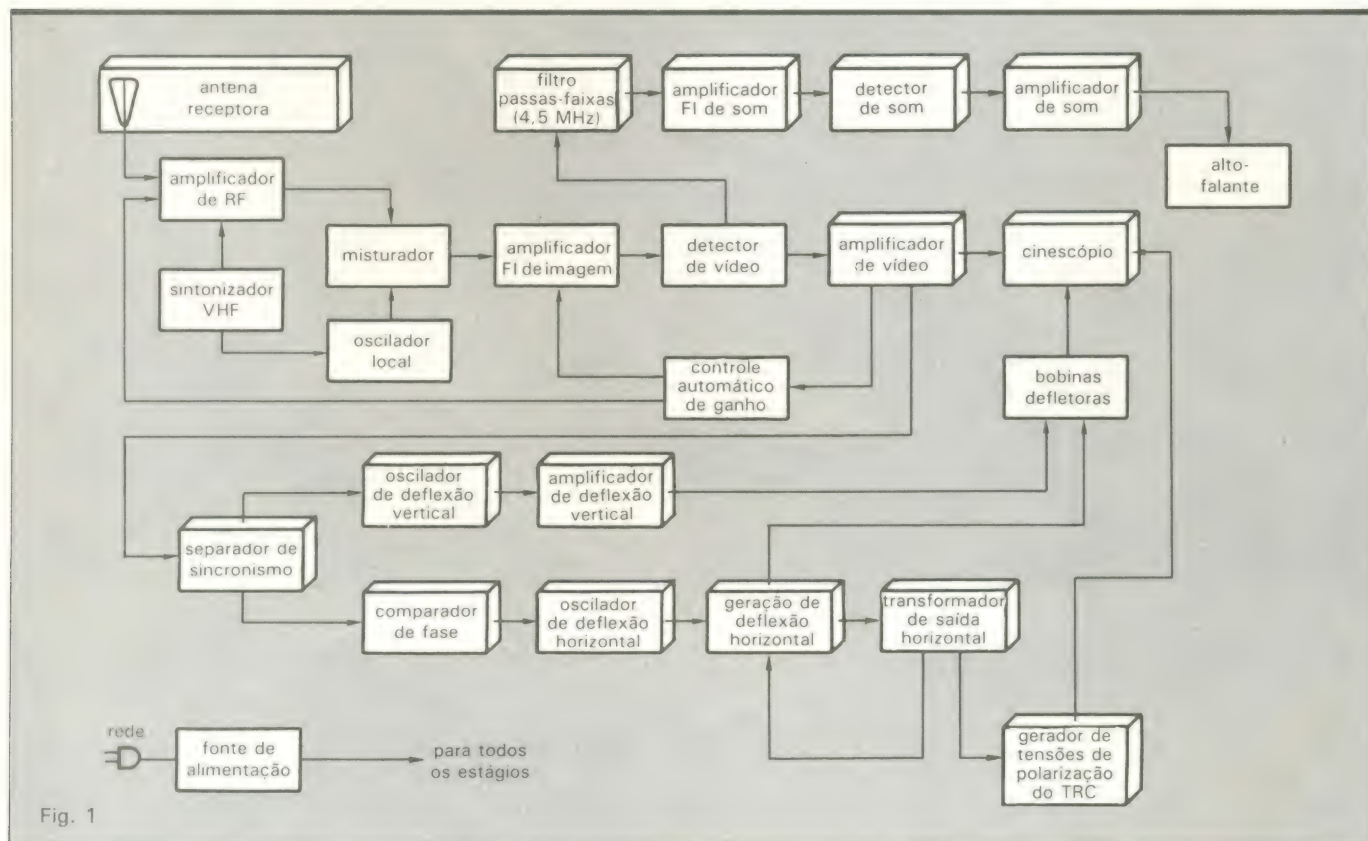 antena
receptora
filtro
passas-faixas
(4,5 MHz)
amplificador
FI de som
detector
de som
amplificador
de som
alto-
falante
amplificador
de RF
misturador
amplificador
FI de imagem
detector
de vídeo
amplificador
de vídeo
cinescópio
sintonizador
VHF
oscilador
local
controle
automático
de ganho
bobinas
defletoras
oscilador
de deflexão
vertical
amplificador
de deflexão
vertical
separador de
sincronismo
comparador
de fase
oscilador
de deflexão
horizontal
geração de
deflexão
horizontal
transformador
de saída
horizontal
rede
fonte de
alimentação
para todos
os estágios
gerador de
tensões de
polarização
do TRC
Fig. 1